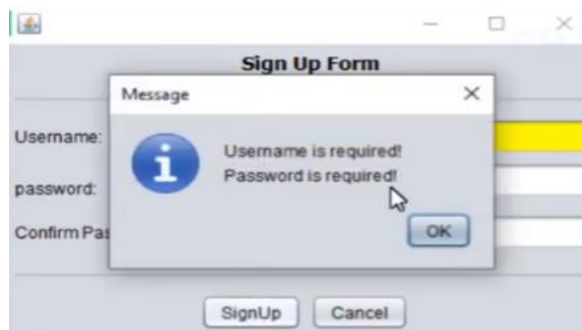 Sign Up Form
Message
Username:
Username is required!
Password is required!
password:
OK
Confirm Pas
SignUp
Cancel